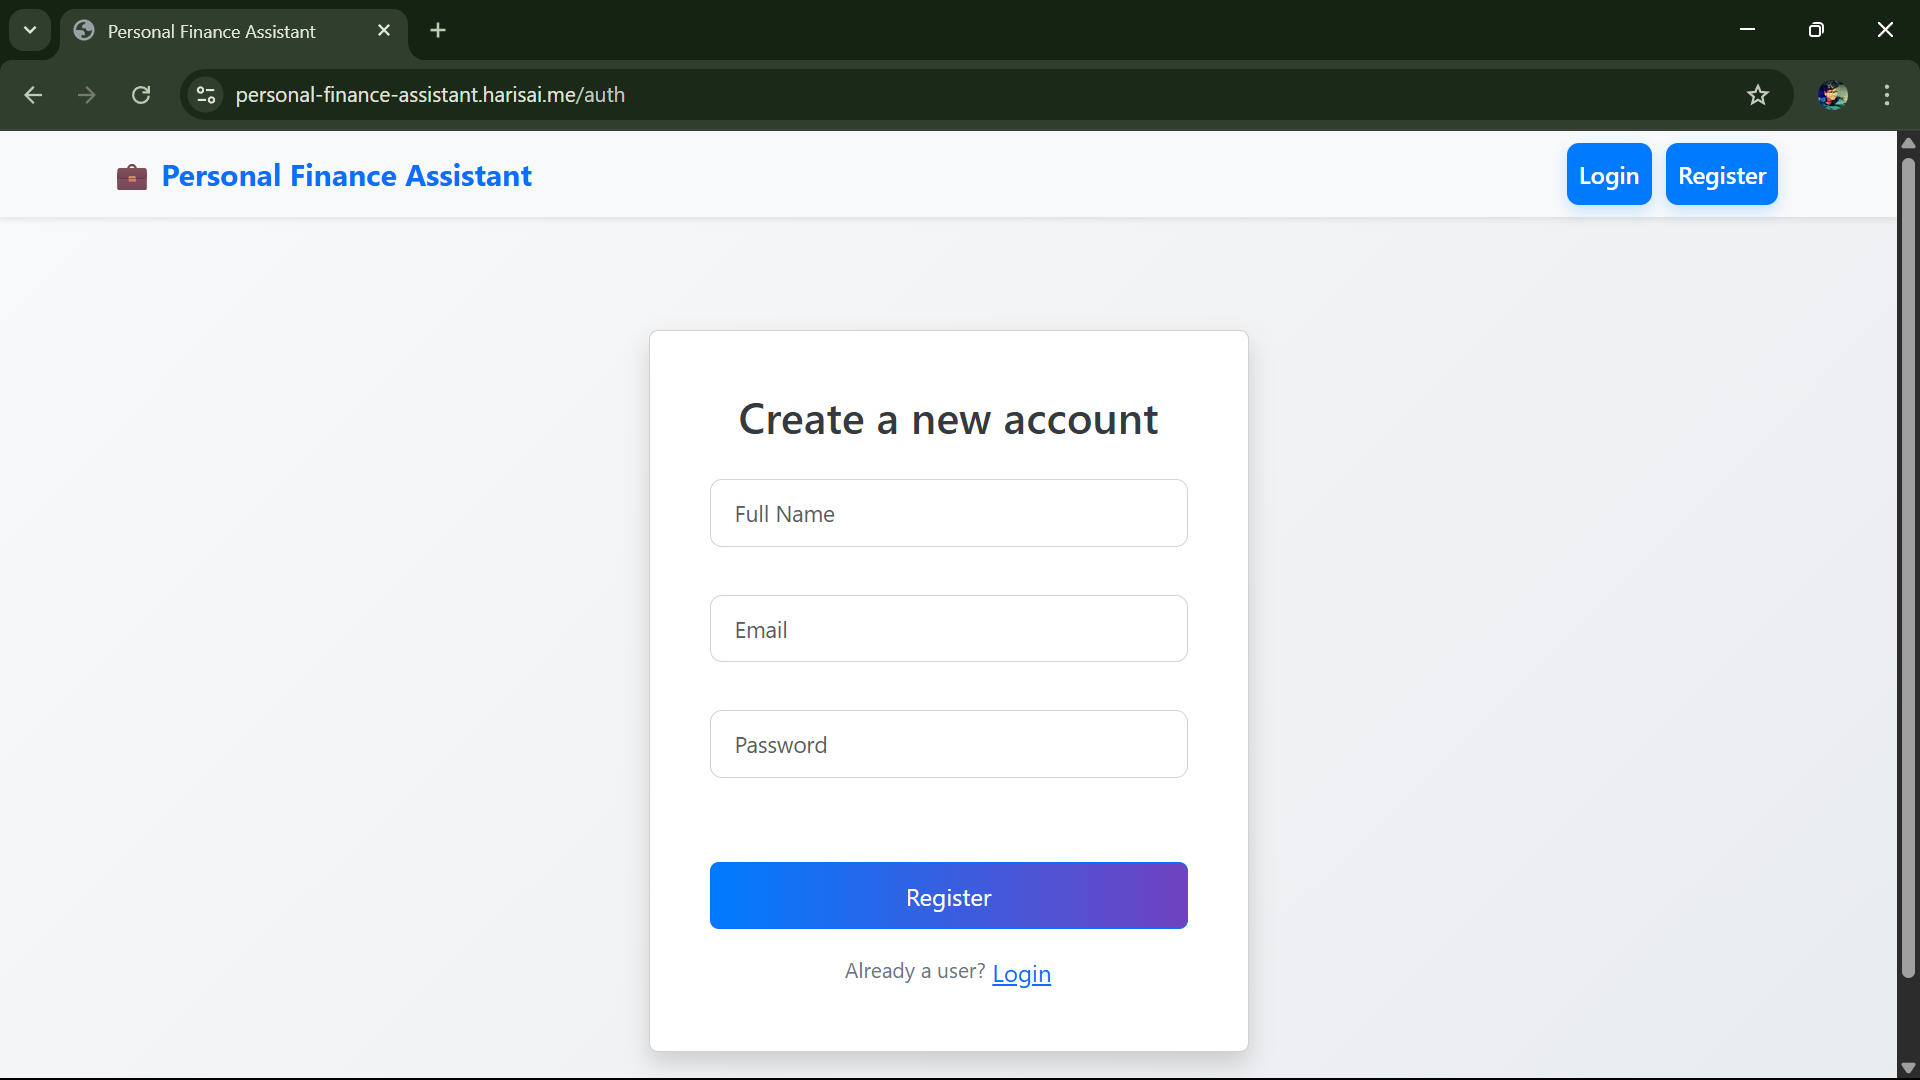 Personal Finance Assistant
personal-finance-assistant.harisai.me/auth
Personal Finance Assistant
Login
Register
Create a new account
Full Name
Email
Password
Register
Already a user? Login